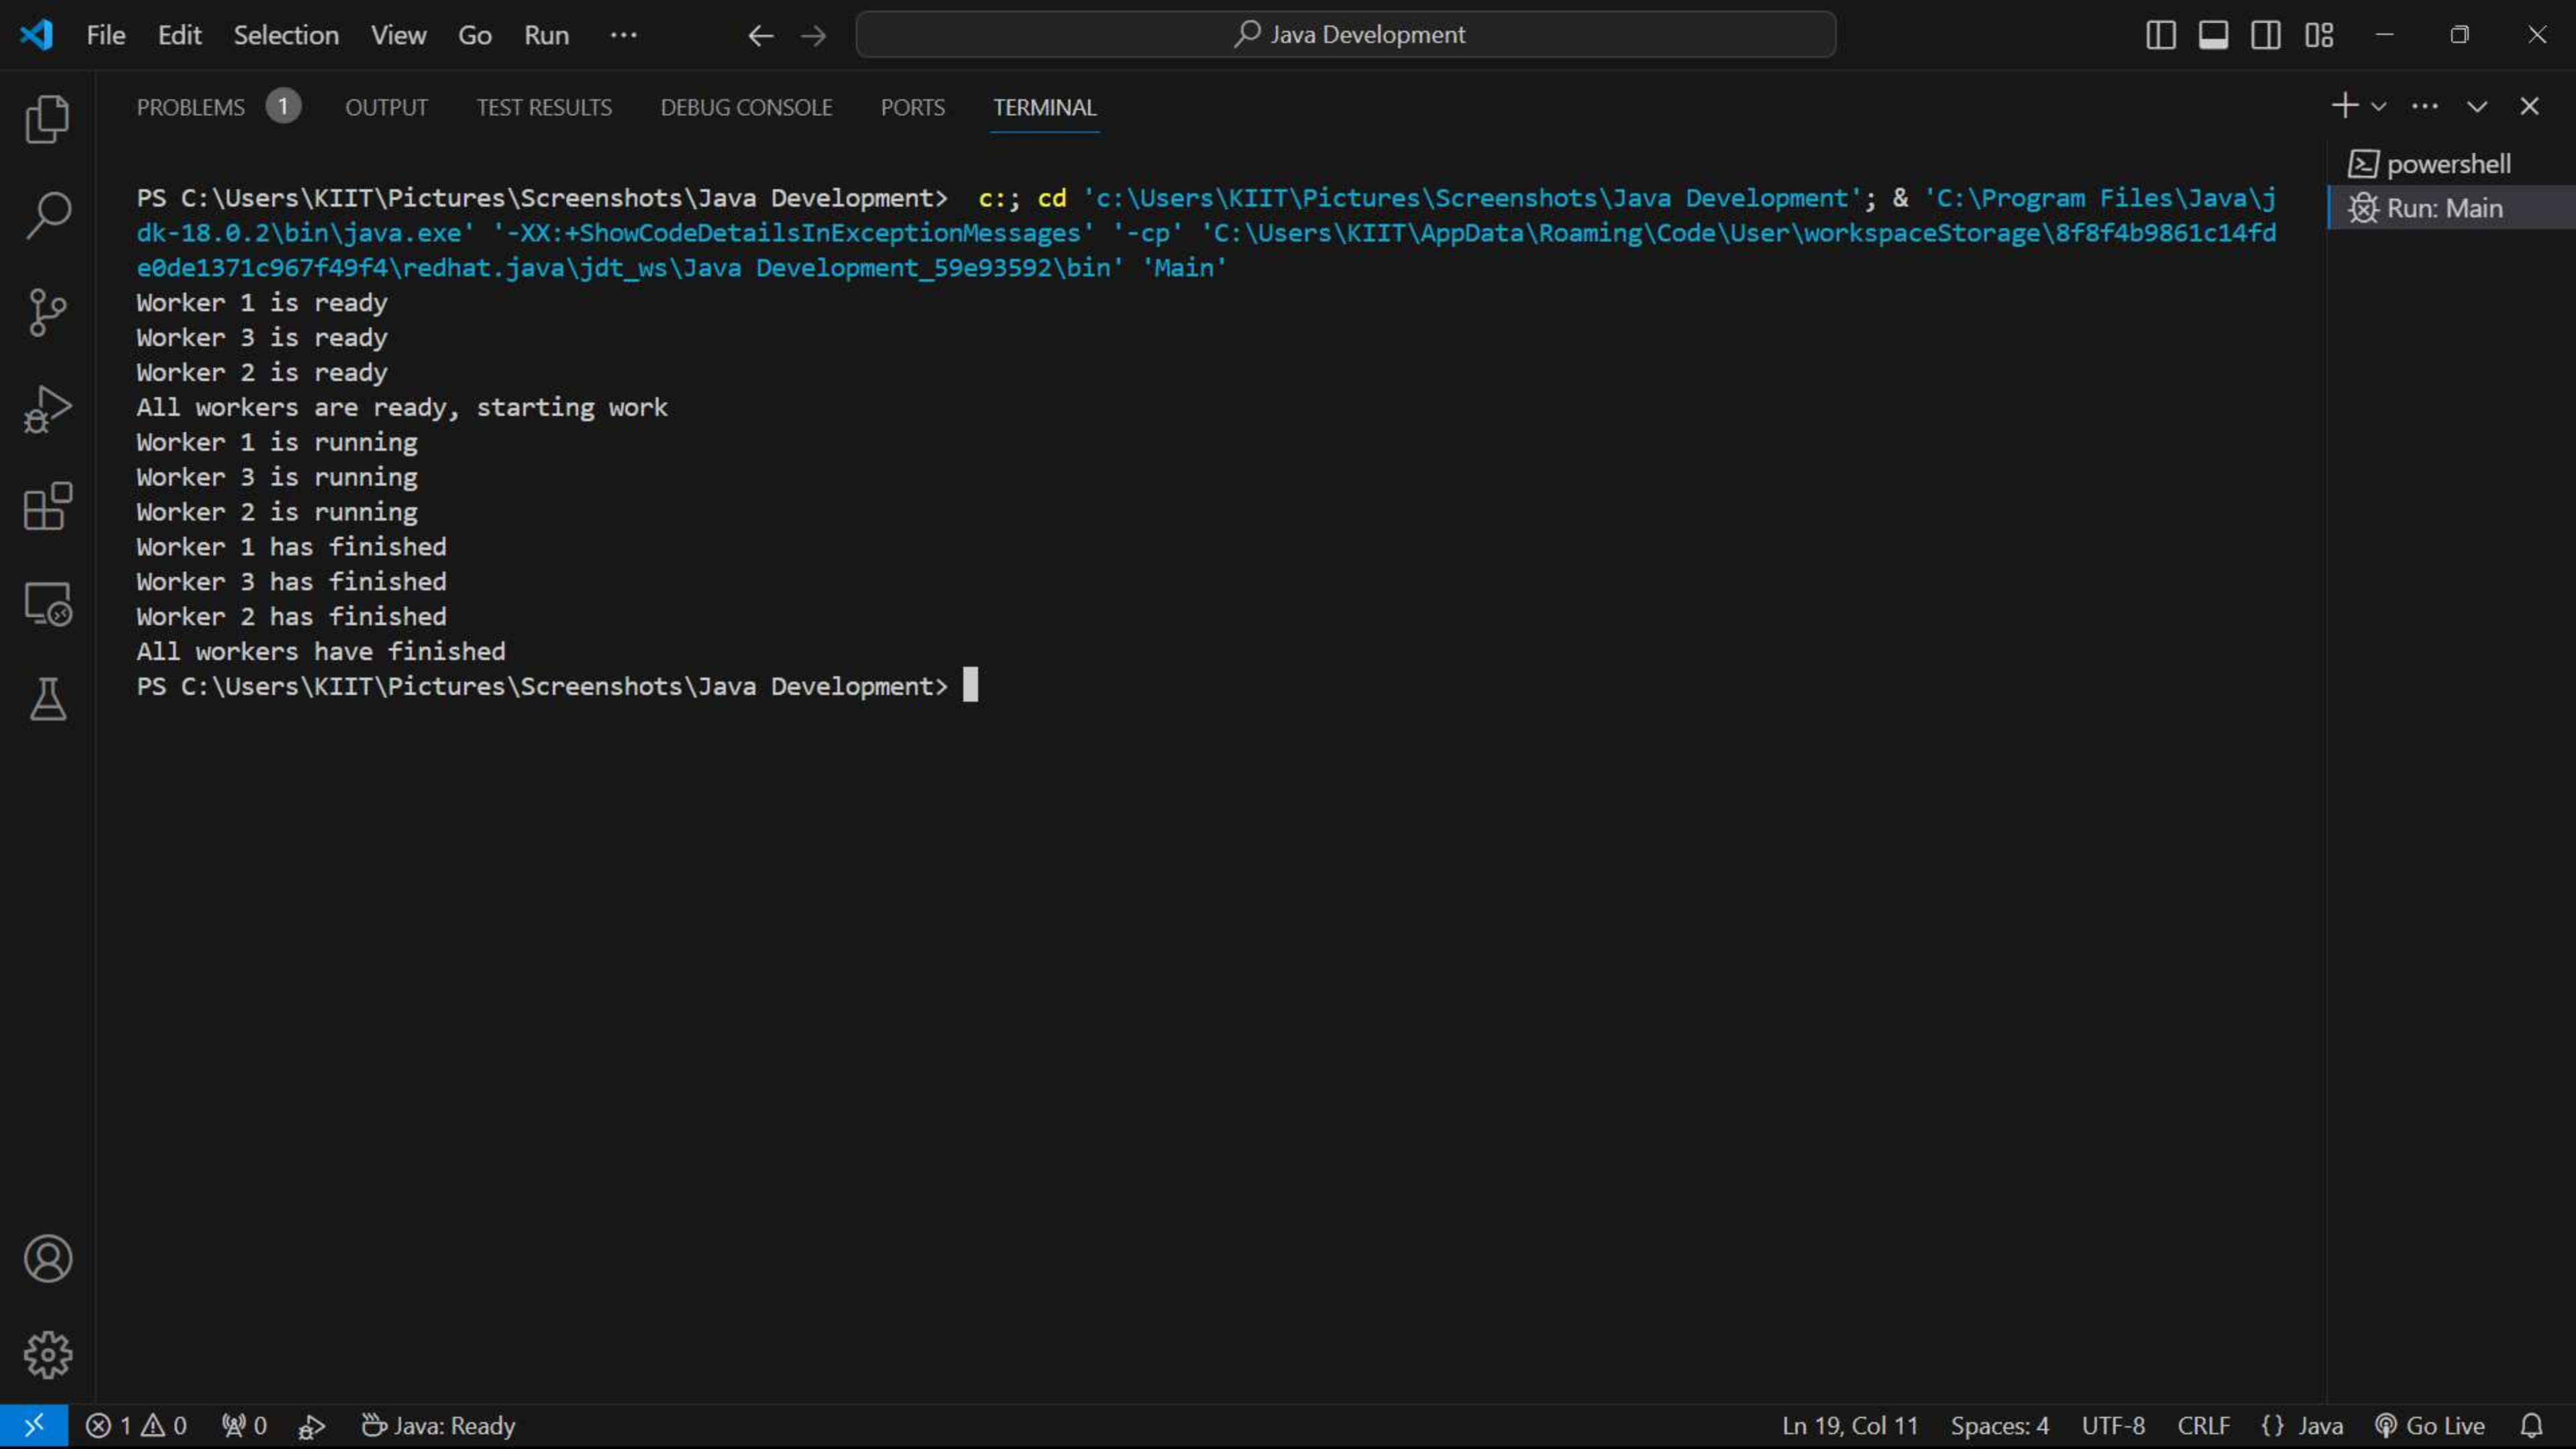 File Edit Selection View Go Run ···
Java Development
PROBLEMS 1 OUTPUT TEST RESULTS DEBUG CONSOLE PORTS TERMINAL
powershell
Run: Main
PS C:\Users\KIIT\Pictures\Screenshots\Java Development>  c:; cd 'c:\Users\KIIT\Pictures\Screenshots\Java Development'; & 'C:\Program Files\Java\j
dk-18.0.2\bin\java.exe' '-XX:+ShowCodeDetailsInExceptionMessages' '-cp' 'C:\Users\KIIT\AppData\Roaming\Code\User\workspaceStorage\8f8f4b9861c14fd
e0de1371c967f49f4\redhat.java\jdt_ws\Java Development_59e93592\bin' 'Main'
Worker 1 is ready
Worker 3 is ready
Worker 2 is ready
All workers are ready, starting work
Worker 1 is running
Worker 3 is running
Worker 2 is running
Worker 1 has finished
Worker 3 has finished
Worker 2 has finished
All workers have finished
PS C:\Users\KIIT\Pictures\Screenshots\Java Development>
1 0 0 Java: Ready Ln 19, Col 11 Spaces: 4 UTF-8 CRLF {} Java Go Live